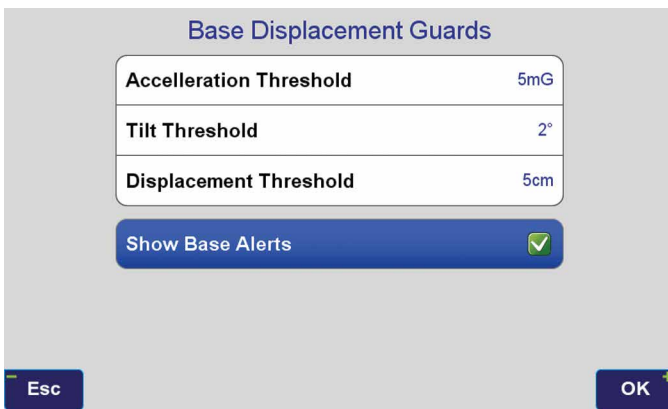 Base Displacement Guards
Accelleration Threshold 5mG
Tilt Threshold 2°
Displacement Threshold 5cm
Show Base Alerts
Esc OK